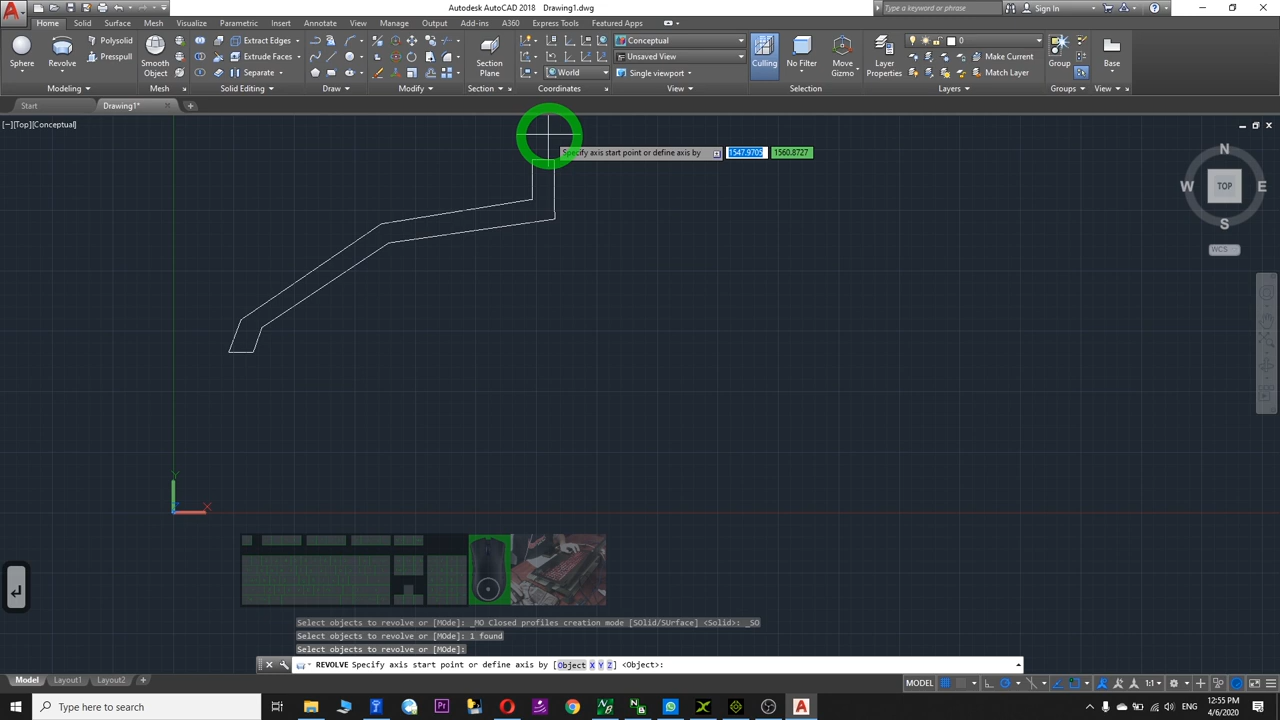 Autodesk AutoCAD 2018 Drawing1.dwg
Type a keyword or phrase
Sign In
Home Solid Surface Mesh Visualize Parametric Insert Annotate View Manage Output Add-ins A360 Express Tools Featured Apps
Sphere
Revolve
Polysolid
Presspull
Smooth
Object
Extract Edges
Extrude Faces
Separate
Section
Plane
World
Conceptual
Unsaved View
Single viewport
Culling
No Filter
Move
Gizmo
Layer
Properties
0
Make Current
Match Layer
Group
Base
Modeling
Mesh
Solid Editing
Draw
Modify
Section
Coordinates
View
Selection
Layers
Groups
View
Start
Drawing1*
[−][Top][Conceptual]
Specify axis start point or define axis by
1547.9705
1560.8727
N
W
TOP
E
S
WCS
Y
X
Select objects to revolve or [MOde]: _MO Closed profiles creation mode [SOlid/SUrface] <Solid>: _SO
Select objects to revolve or [MOde]: 1 found
Select objects to revolve or [MOde]:
REVOLVE Specify axis start point or define axis by [Object X Y Z] <Object>:
Model Layout1 Layout2
MODEL
1:1
Type here to search
12:55 PM
4/6/2020